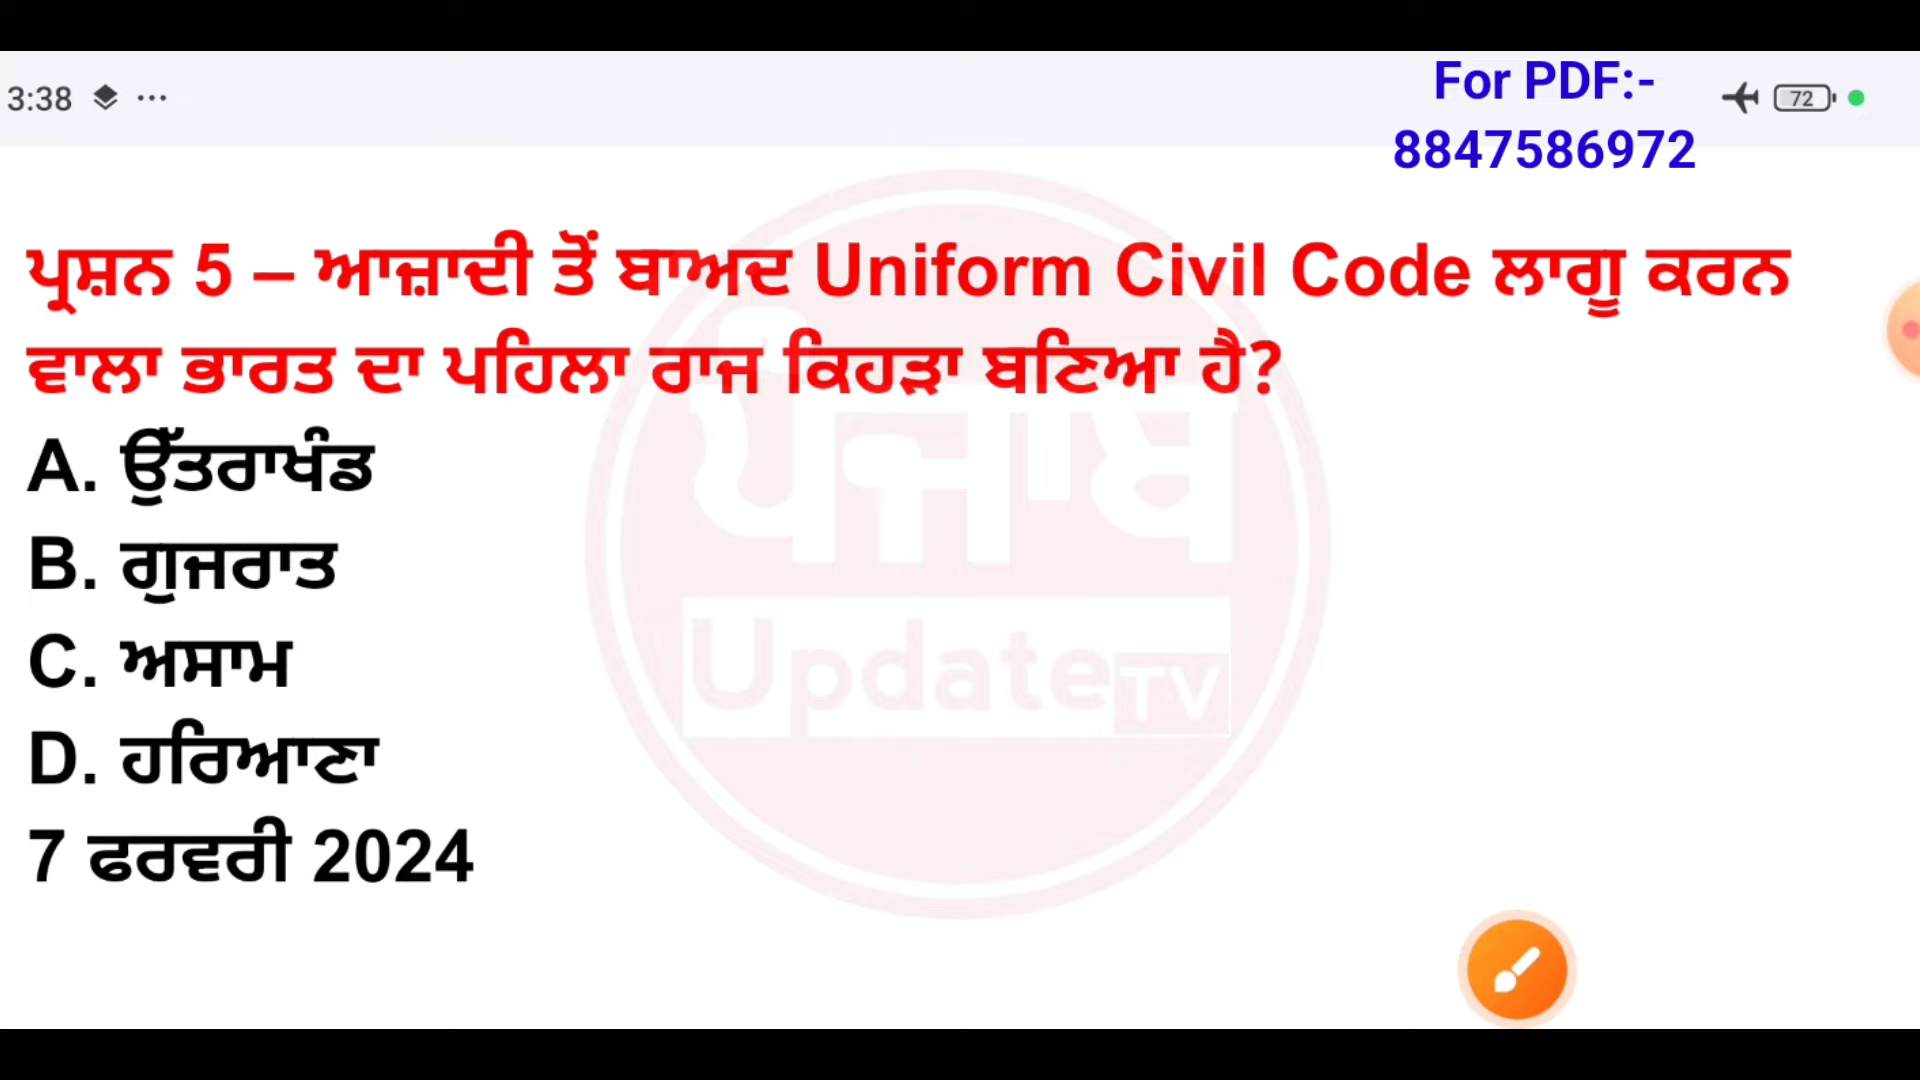 3:38 ...
For PDF:-
72
8847586972
ਪ੍ਰਸ਼ਨ 5 – ਆਜ਼ਾਦੀ ਤੋਂ ਬਾਅਦ Uniform Civil Code ਲਾਗੂ ਕਰਨ
ਵਾਲਾ ਭਾਰਤ ਦਾ ਪਹਿਲਾ ਰਾਜ ਕਿਹੜਾ ਬਣਿਆ ਹੈ?
A. ਉੱਤਰਾਖੰਡ
B. ਗੁਜਰਾਤ
C. ਅਸਾਮ
D. ਹਰਿਆਣਾ
7 ਫਰਵਰੀ 2024
ਪੰਜਾਬ
Update TV